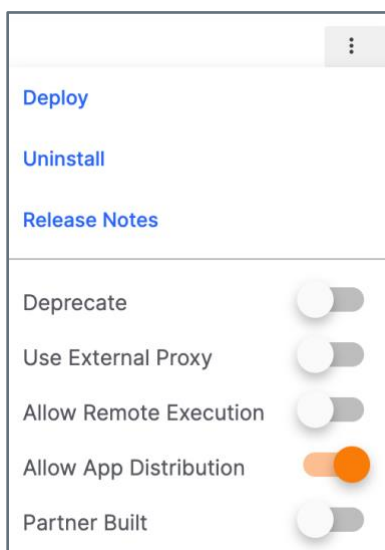 Deploy
Uninstall
Release Notes
Deprecate
Use External Proxy
Allow Remote Execution
Allow App Distribution
Partner Built